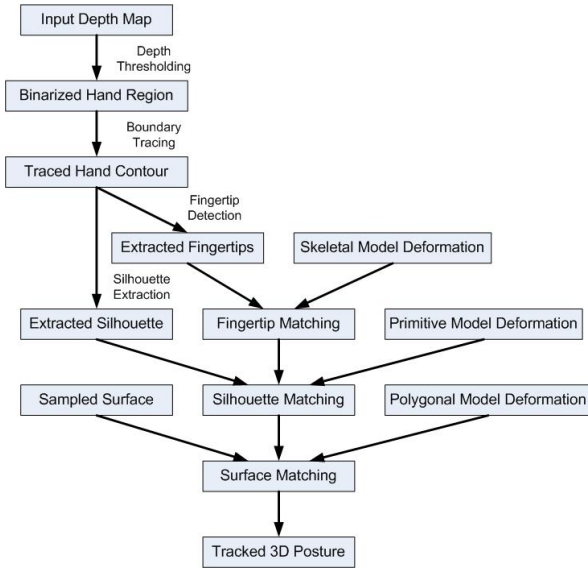 Input Depth Map
Depth
Thresholding
Binarized Hand Region
Boundary
Tracing
Traced Hand Contour
Fingertip
Detection
Extracted Fingertips
Skeletal Model Deformation
Silhouette
Extraction
Extracted Silhouette
Fingertip Matching
Primitive Model Deformation
Sampled Surface
Silhouette Matching
Polygonal Model Deformation
Surface Matching
Tracked 3D Posture